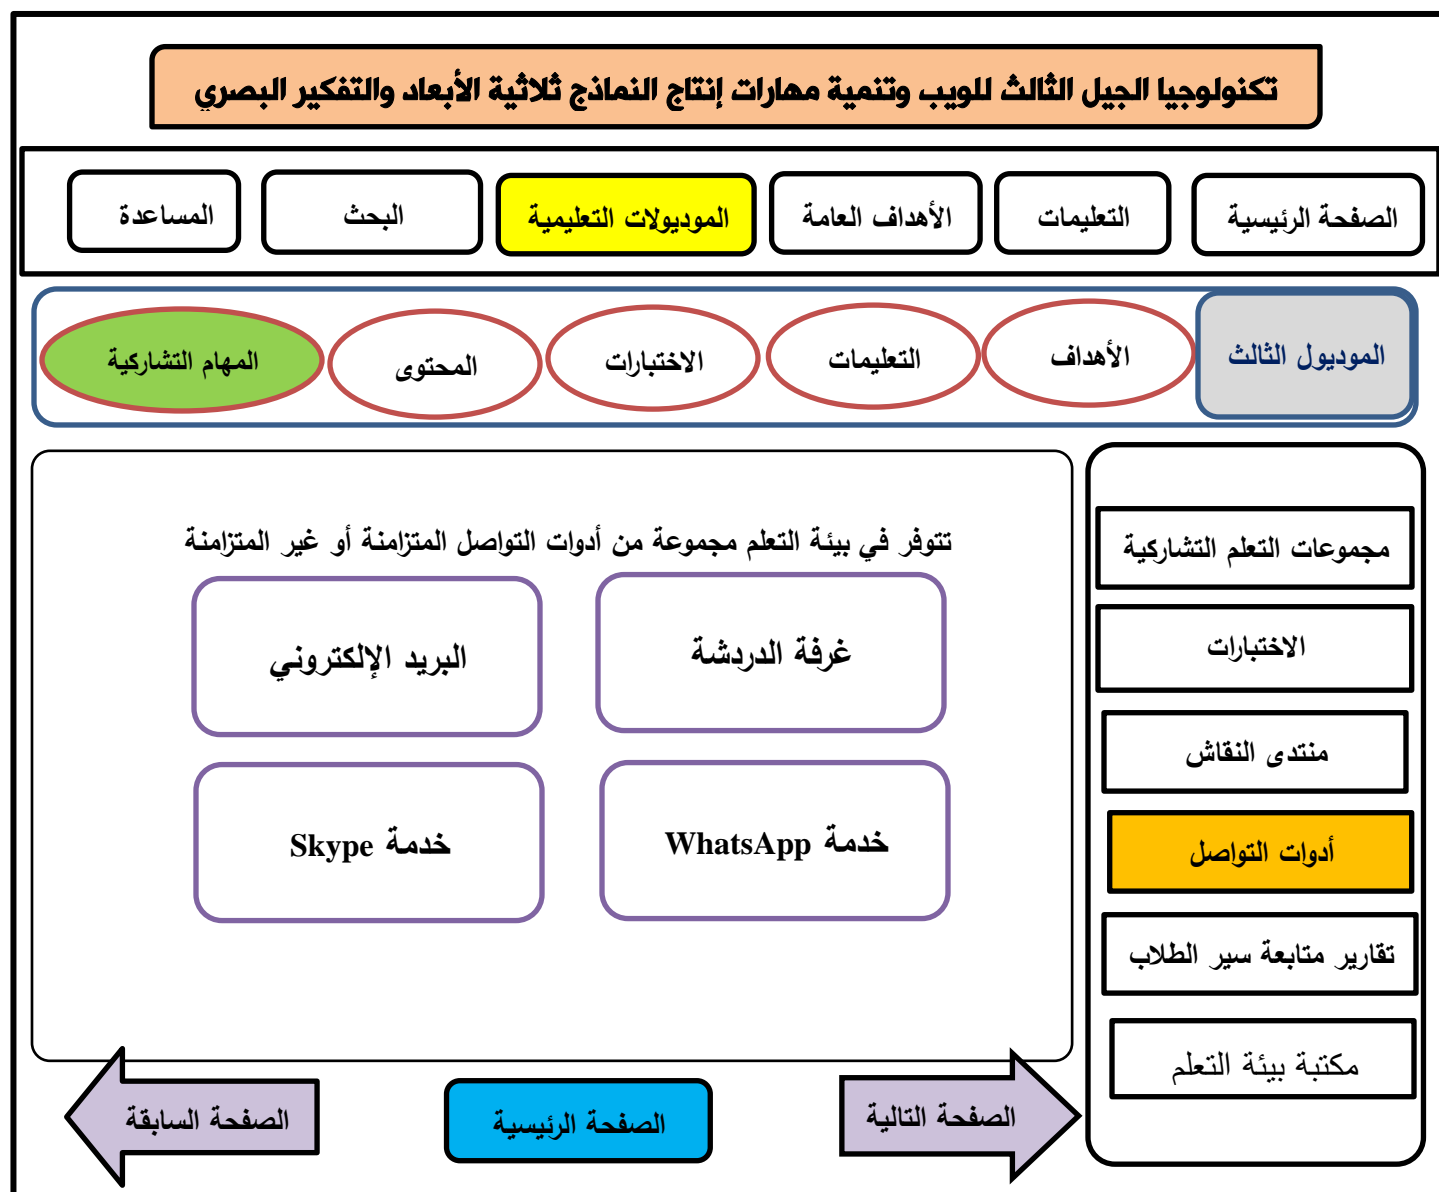 تكنولوجيا الجيل الثالث للويب وتنمية مهارات إنتاج النماذج ثلاثية الأبعاد والتفكير البصري
الصفحة الرئيسية
التعليمات
الأهداف العامة
الموديولات التعليمية
البحث
المساعدة
الموديول الثالث
الأهداف
التعليمات
الاختبارات
المحتوى
المهام التشاركية
مجموعات التعلم التشاركية
الاختبارات
منتدى النقاش
أدوات التواصل
تقارير متابعة سير الطلاب
مكتبة بيئة التعلم
تتوفر في بيئة التعلم مجموعة من أدوات التواصل المتزامنة أو غير المتزامنة
غرفة الدردشة
البريد الإلكتروني
خدمة WhatsApp
خدمة Skype
الصفحة التالية
الصفحة الرئيسية
الصفحة السابقة